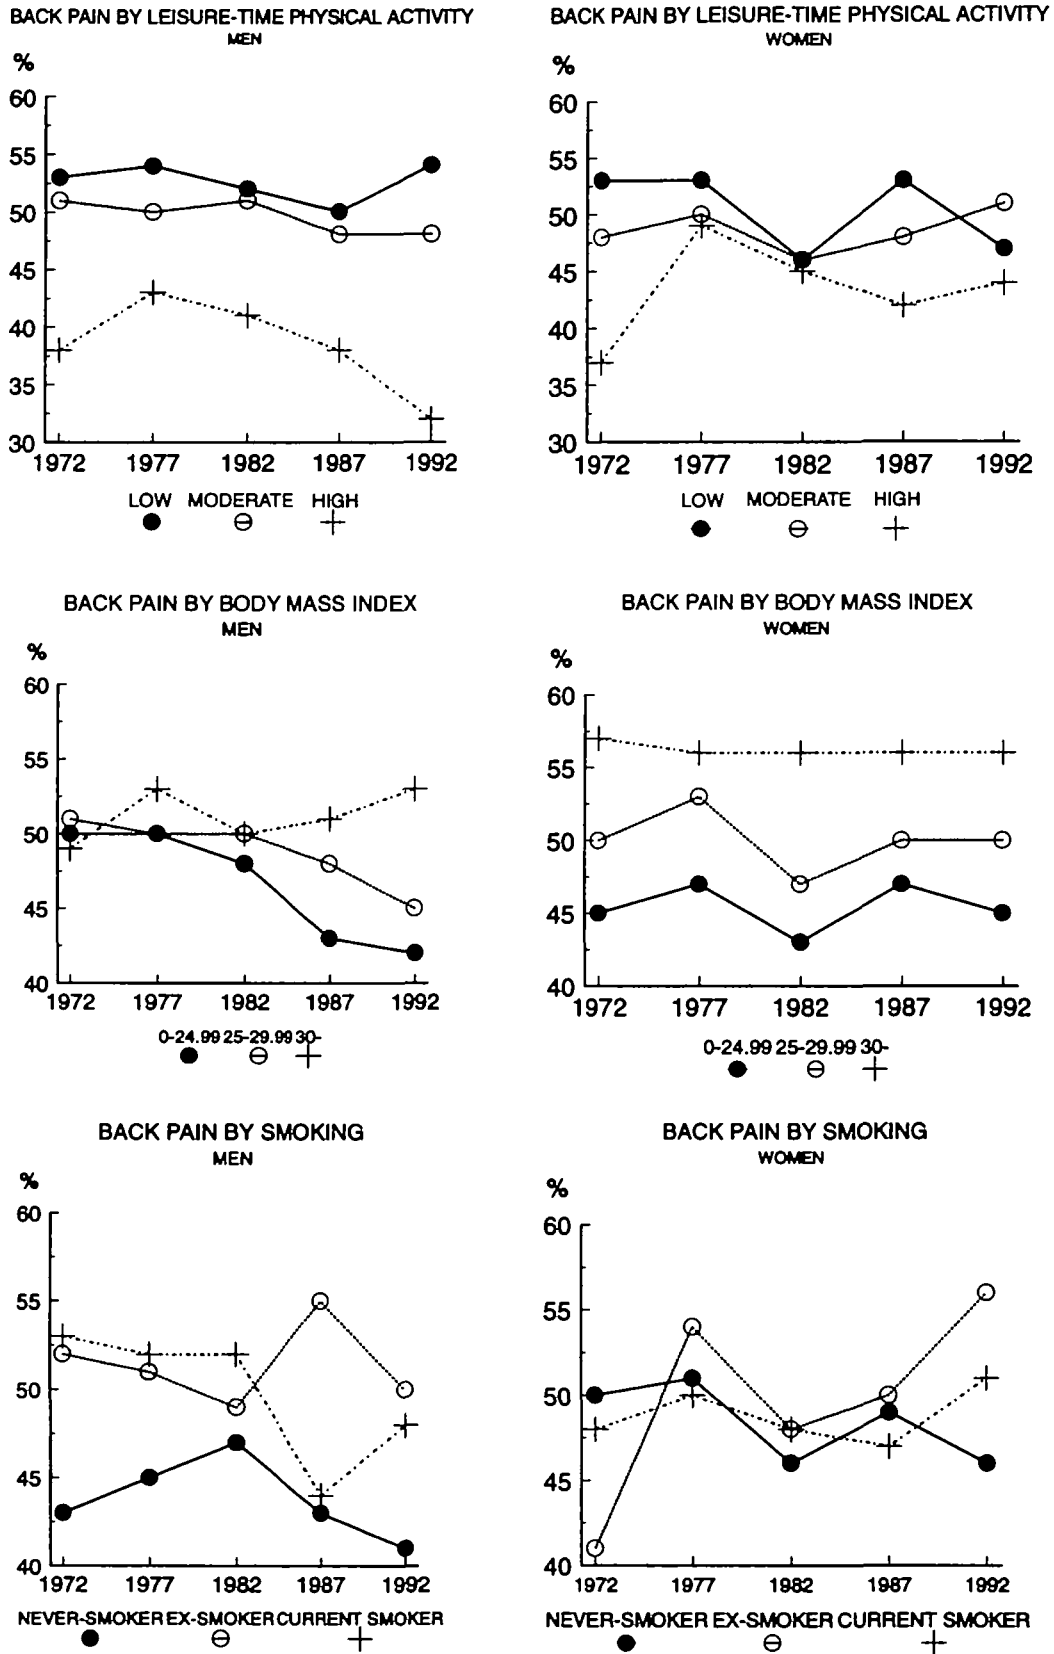 BACK PAIN BY LEISURE-TIME PHYSICAL ACTIVITY
MEN
%
60
55
50
45
40
35
30
1972 1977 1982 1987 1992
LOW MODERATE HIGH
BACK PAIN BY LEISURE-TIME PHYSICAL ACTIVITY
WOMEN
%
60
55
50
45
40
35
30
1972 1977 1982 1987 1992
LOW MODERATE HIGH
BACK PAIN BY BODY MASS INDEX
MEN
%
60
55
50
45
40
1972 1977 1982 1987 1992
0-24.99 25-29.99 30-
BACK PAIN BY BODY MASS INDEX
WOMEN
%
60
55
50
45
40
1972 1977 1982 1987 1992
0-24.99 25-29.99 30-
BACK PAIN BY SMOKING
MEN
%
60
55
50
45
40
1972 1977 1982 1987 1992
NEVER-SMOKER EX-SMOKER CURRENT SMOKER
BACK PAIN BY SMOKING
WOMEN
%
60
55
50
45
40
1972 1977 1982 1987 1992
NEVER-SMOKER EX-SMOKER CURRENT SMOKER